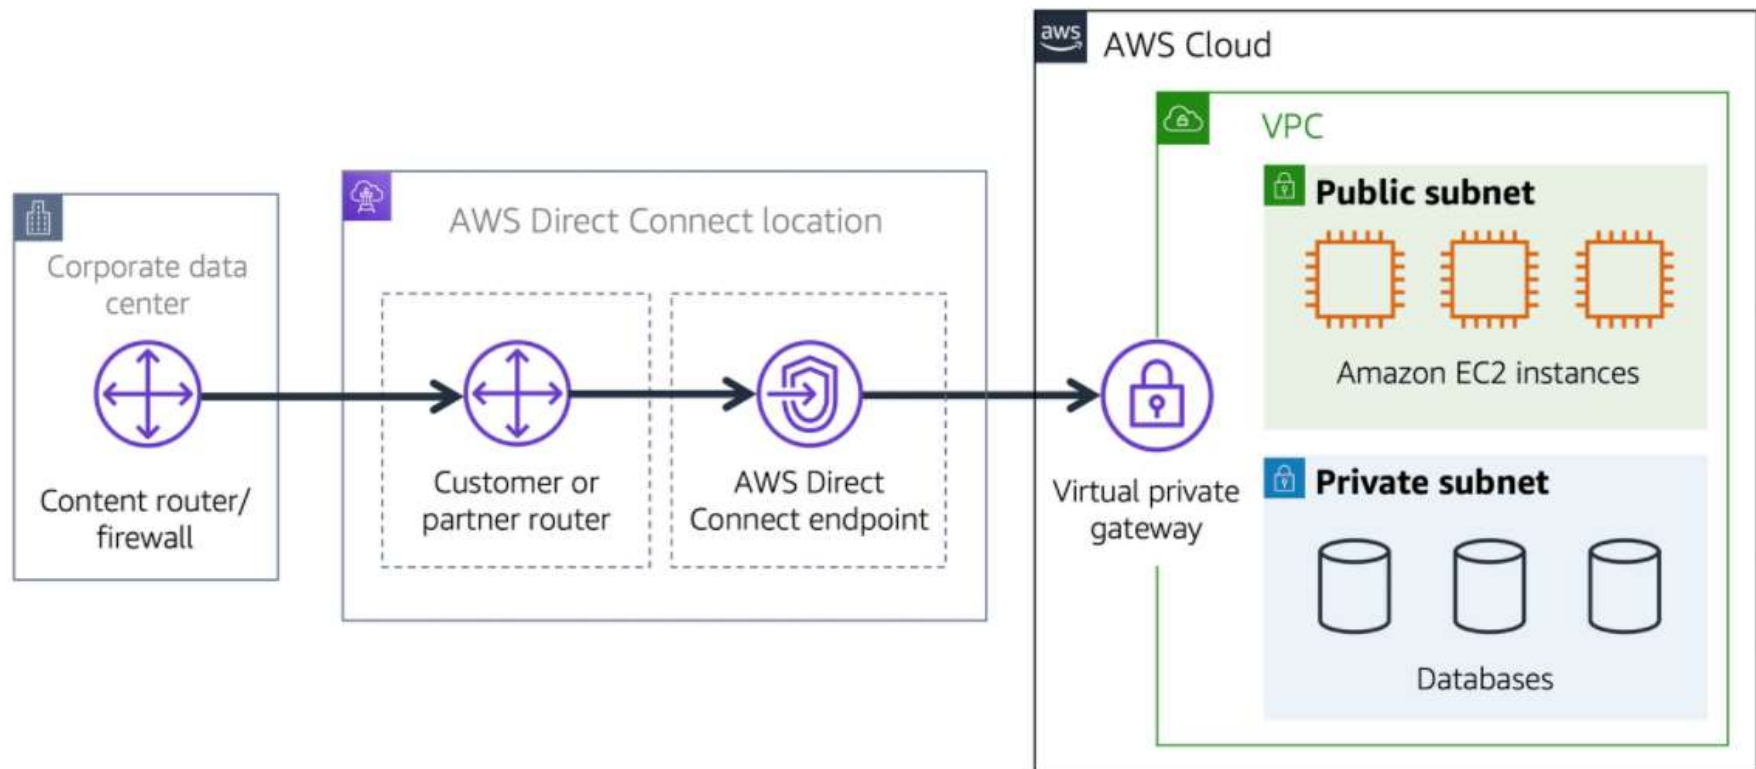 aws
AWS Cloud
VPC
Public subnet
Amazon EC2 instances
Private subnet
Databases
Virtual private
gateway
AWS Direct Connect location
Customer or
partner router
AWS Direct
Connect endpoint
Corporate data
center
Content router/
firewall